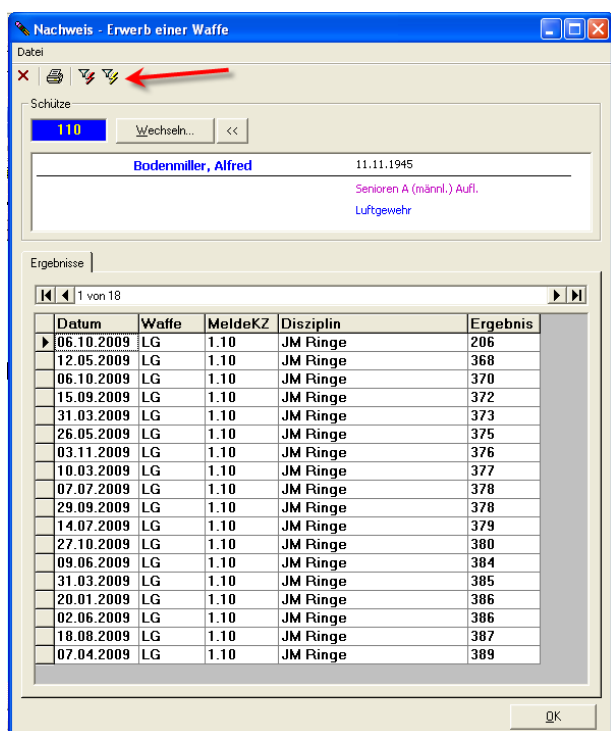 Nachweis - Erwerb einer Waffe
Datei
Schütze
110 Wechseln... <<
Bodenmiller, Alfred 11.11.1945
Senioren A (männl.) Aufl.
Luftgewehr
Ergebnisse
1 von 18
Datum Waffe MeldeKZ Disziplin Ergebnis
06.10.2009 LG 1.10 JM Ringe 206
12.05.2009 LG 1.10 JM Ringe 368
06.10.2009 LG 1.10 JM Ringe 370
15.09.2009 LG 1.10 JM Ringe 372
31.03.2009 LG 1.10 JM Ringe 373
26.05.2009 LG 1.10 JM Ringe 375
03.11.2009 LG 1.10 JM Ringe 376
10.03.2009 LG 1.10 JM Ringe 377
07.07.2009 LG 1.10 JM Ringe 378
29.09.2009 LG 1.10 JM Ringe 378
14.07.2009 LG 1.10 JM Ringe 379
27.10.2009 LG 1.10 JM Ringe 380
09.06.2009 LG 1.10 JM Ringe 384
31.03.2009 LG 1.10 JM Ringe 385
20.01.2009 LG 1.10 JM Ringe 386
02.06.2009 LG 1.10 JM Ringe 386
18.08.2009 LG 1.10 JM Ringe 387
07.04.2009 LG 1.10 JM Ringe 389
OK